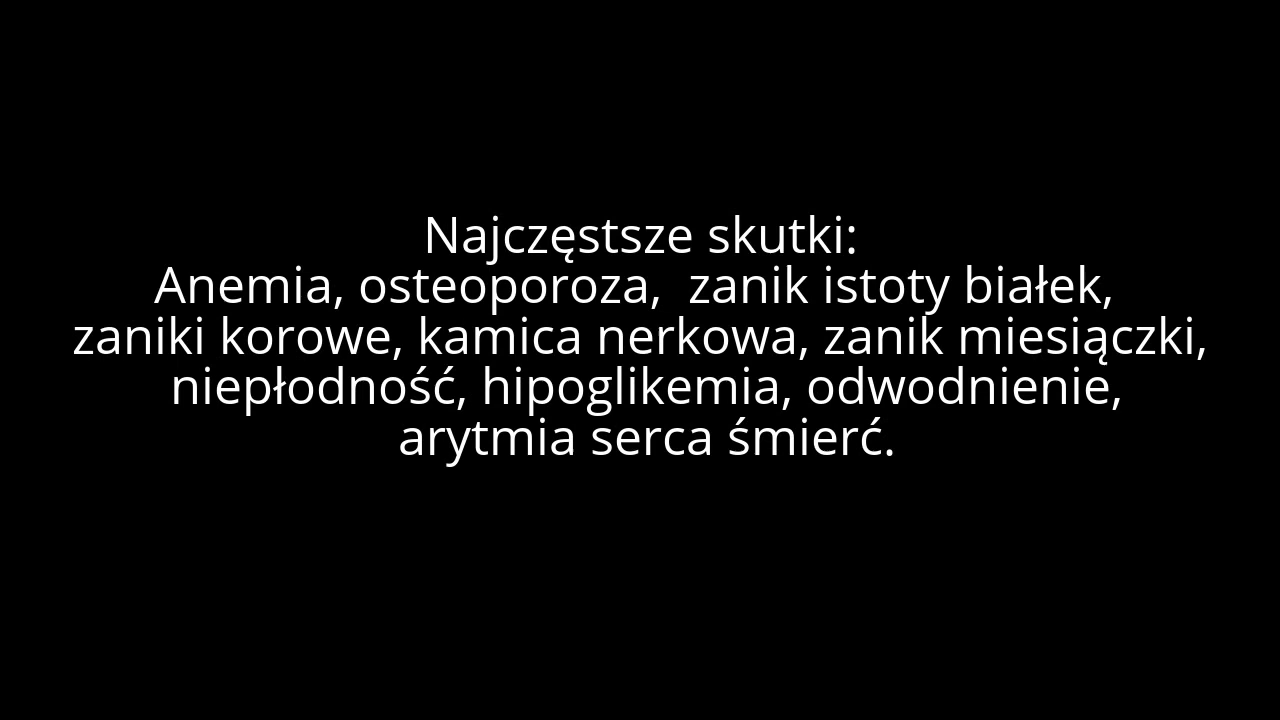 Najczęstsze skutki:
Anemia, osteoporoza,  zanik istoty białek,
zaniki korowe, kamica nerkowa, zanik miesiączki,
niepłodność, hipoglikemia, odwodnienie,
arytmia serca śmierć.